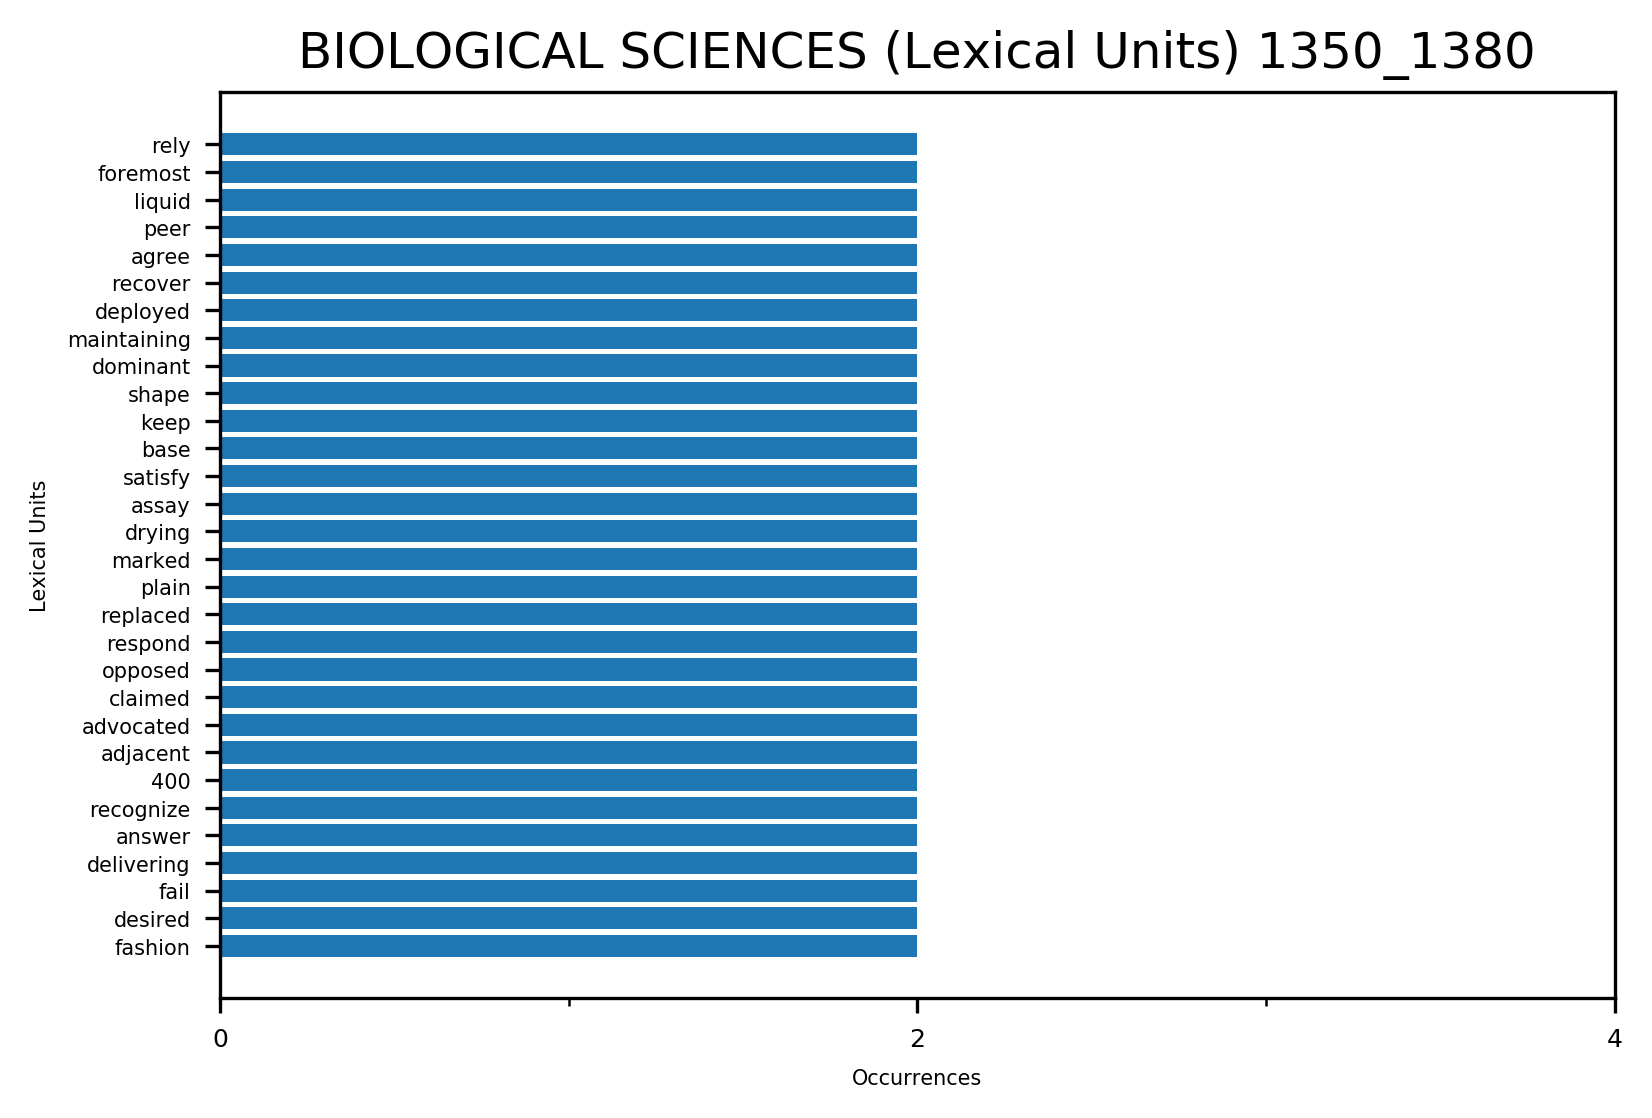 BIOLOGICAL SCIENCES (Lexical Units) 1350_1380
Lexical Units
rely
foremost
liquid
peer
agree
recover
deployed
maintaining
dominant
shape
keep
base
satisfy
assay
drying
marked
plain
replaced
respond
opposed
claimed
advocated
adjacent
400
recognize
answer
delivering
fail
desired
fashion
0 2 4
Occurrences